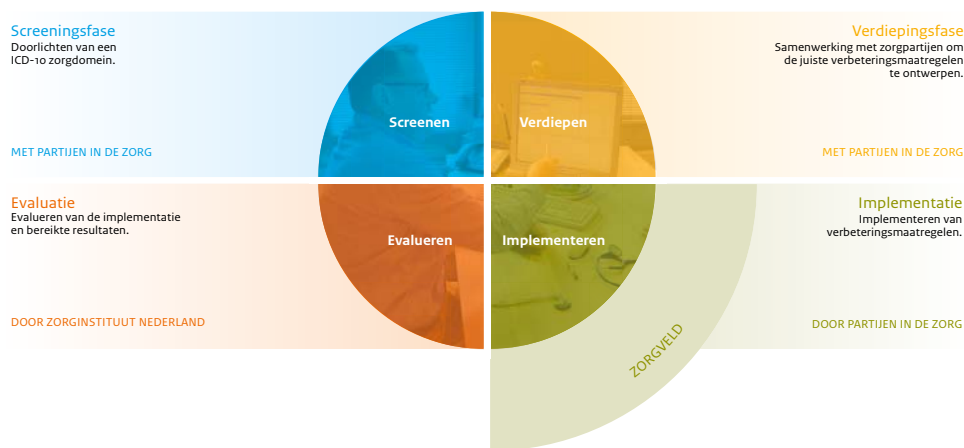 Screeningsfase
Doorlichten van een
ICD-10 zorgdomein.
MET PARTIJEN IN DE ZORG
Screenen
Verdiepen
Verdiepingsfase
Samenwerking met zorgpartijen om
de juiste verbeteringsmaatregelen
te ontwerpen.
MET PARTIJEN IN DE ZORG
Evaluatie
Evalueren van de implementatie
en bereikte resultaten.
DOOR ZORGINSTITUUT NEDERLAND
Evalueren
Implementeren
Implementatie
Implementeren van
verbeteringsmaatregelen.
DOOR PARTIJEN IN DE ZORG
ZORGVELD